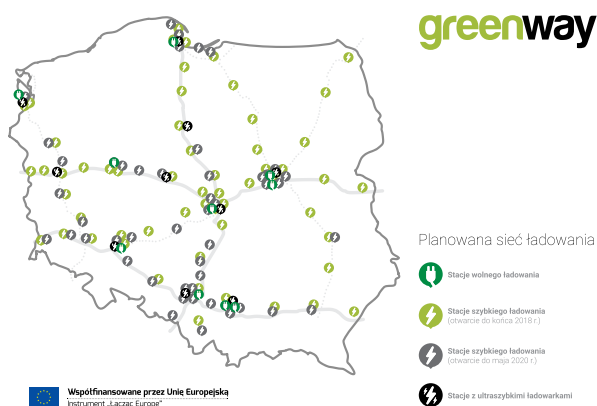 greenway
Planowana sieć ładowania
Stacje wolnego ładowania
Stacje szybkiego ładowania
(otwarcie do końca 2018 r.)
Stacje szybkiego ładowania
(otwarcie do maja 2020 r.)
Stacje z ultraszybkimi ładowarkami
Współfinansowane przez Unię Europejską
Instrument „Łącząc Europę"